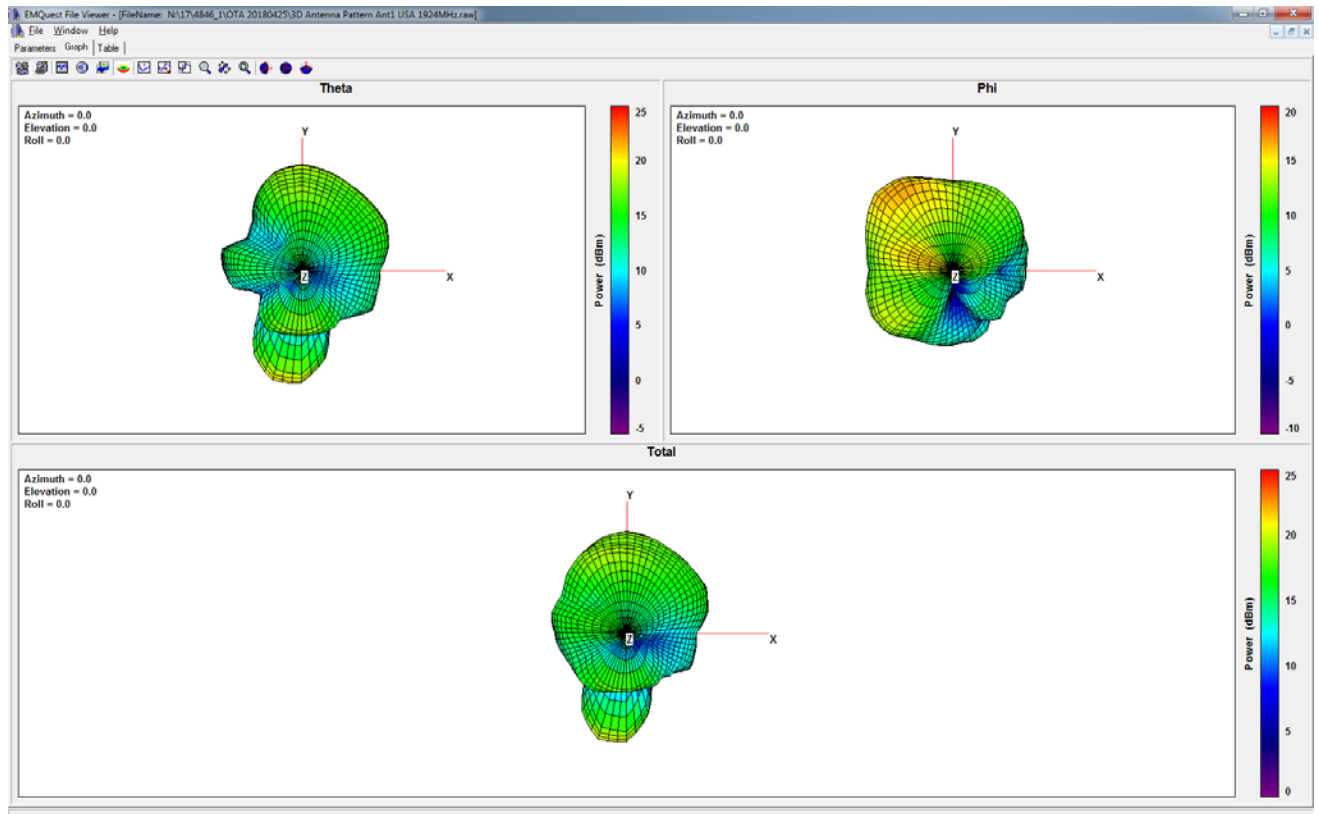 EMQuest File Viewer - [FileName: N:\17\4846_1\OTA 20180425\3D Antenna Pattern Ant1 USA 1924MHz.raw]
File Window Help
Parameters Graph Table
Theta
Azimuth = 0.0
Elevation = 0.0
Roll = 0.0
Y
X
Z
25
20
15
10
5
0
-5
Power (dBm)
Phi
Azimuth = 0.0
Elevation = 0.0
Roll = 0.0
Y
X
Z
20
15
10
5
0
-5
-10
Power (dBm)
Total
Azimuth = 0.0
Elevation = 0.0
Roll = 0.0
Y
X
Z
25
20
15
10
5
0
Power (dBm)